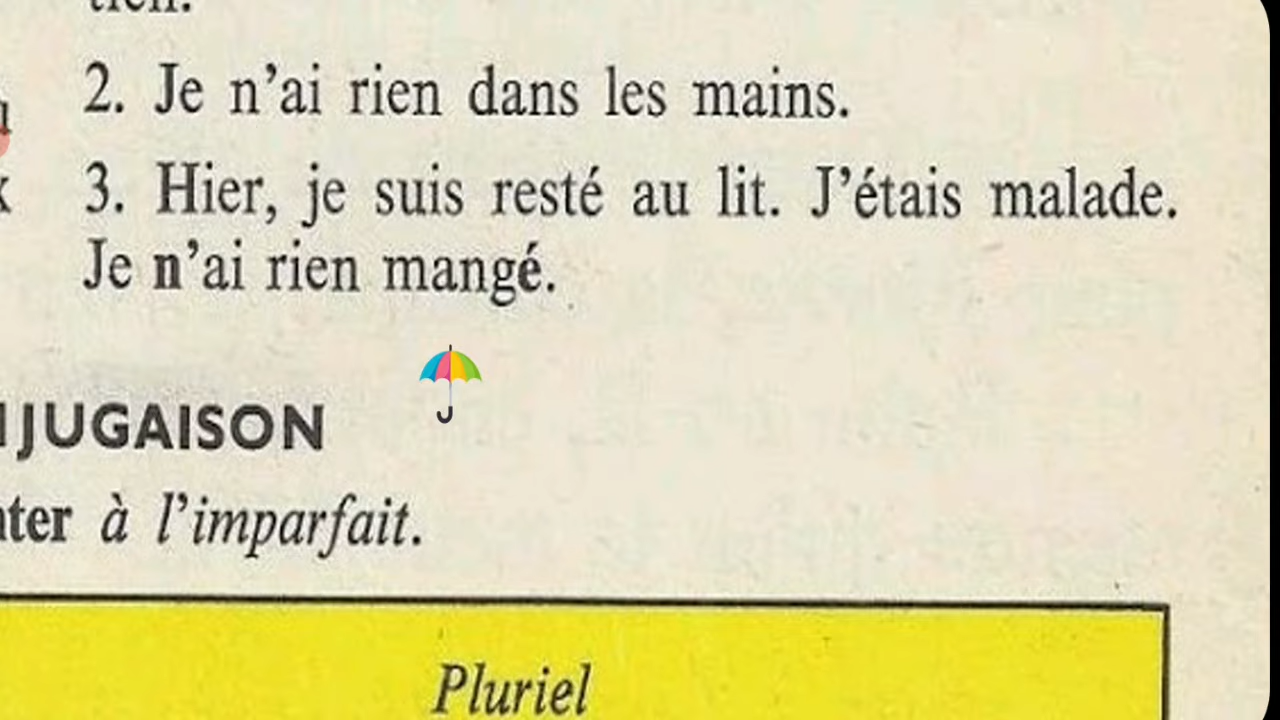 2. Je n’ai rien dans les mains.
3. Hier, je suis resté au lit. J’étais malade.
Je n’ai rien mangé.
JUGAISON
à l’imparfait.
Pluriel